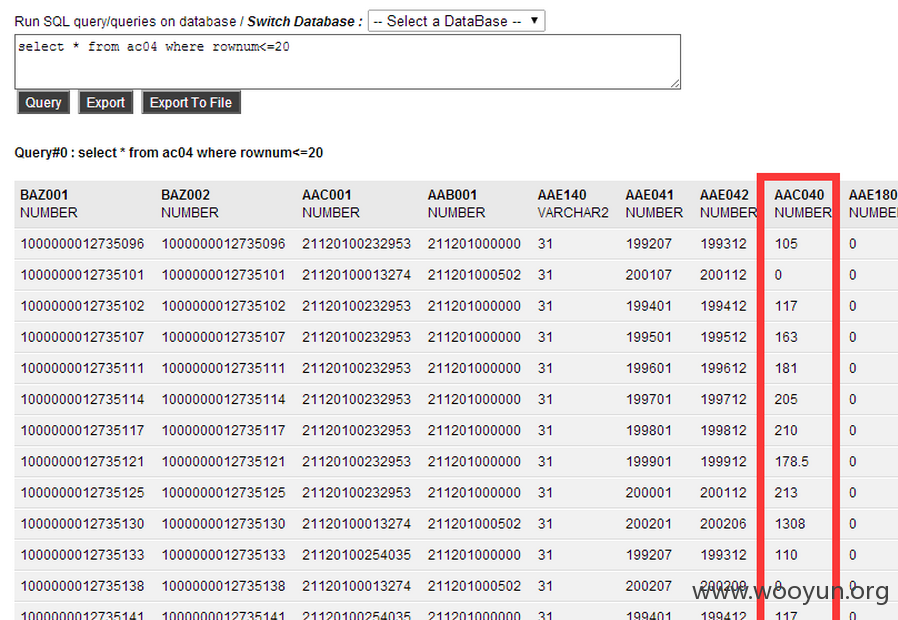 Run SQL query/queries on database / Switch Database : -- Select a DataBase -- ▼
select * from ac04 where rownum<=20
Query Export Export To File
Query#0 : select * from ac04 where rownum<=20
BAZ001 BAZ002 AAC001 AAB001 AAE140 AAE041 AAE042 AAC040 AAE180
NUMBER NUMBER NUMBER NUMBER VARCHAR2 NUMBER NUMBER NUMBER NUMBE
1000000012735096 1000000012735096 21120100232953 211201000000 31 199207 199312 105 0
1000000012735101 1000000012735101 21120100013274 211201000502 31 200107 200112 0 0
1000000012735102 1000000012735102 21120100232953 211201000000 31 199401 199412 117 0
1000000012735107 1000000012735107 21120100232953 211201000000 31 199501 199512 163 0
1000000012735111 1000000012735111 21120100232953 211201000000 31 199601 199612 181 0
1000000012735114 1000000012735114 21120100232953 211201000000 31 199701 199712 205 0
1000000012735117 1000000012735117 21120100232953 211201000000 31 199801 199812 210 0
1000000012735121 1000000012735121 21120100232953 211201000000 31 199901 199912 178.5 0
1000000012735125 1000000012735125 21120100232953 211201000000 31 200001 200112 213 0
1000000012735130 1000000012735130 21120100013274 211201000502 31 200201 200206 1308 0
1000000012735133 1000000012735133 21120100254035 211201000000 31 199207 199312 110 0
1000000012735138 1000000012735138 21120100013274 211201000502 31 200207 200209 0 0
www.wooyun.org
1000000012735141 1000000012735141 21120100254035 211201000000 31 199401 199412 117 0